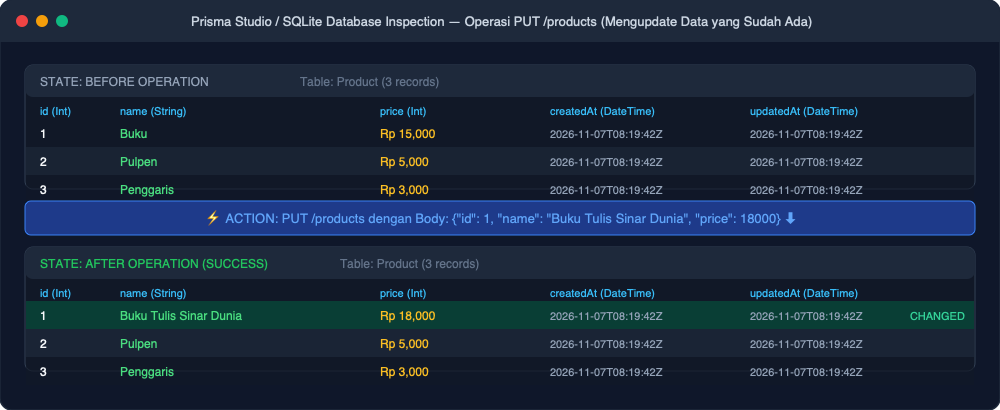 Prisma Studio / SQLite Database Inspection — Operasi PUT /products (Mengupdate Data yang Sudah Ada)
STATE: BEFORE OPERATION Table: Product (3 records)
id (Int) name (String) price (Int) createdAt (DateTime) updatedAt (DateTime)
1 Buku Rp 15,000 2026-11-07T08:19:42Z 2026-11-07T08:19:42Z
2 Pulpen Rp 5,000 2026-11-07T08:19:42Z 2026-11-07T08:19:42Z
3 Penggaris Rp 3,000 2026-11-07T08:19:42Z 2026-11-07T08:19:42Z
⚡ ACTION: PUT /products dengan Body: {"id": 1, "name": "Buku Tulis Sinar Dunia", "price": 18000} ⬇
STATE: AFTER OPERATION (SUCCESS) Table: Product (3 records)
id (Int) name (String) price (Int) createdAt (DateTime) updatedAt (DateTime)
1 Buku Tulis Sinar Dunia Rp 18,000 2026-11-07T08:19:42Z 2026-11-07T08:19:42Z CHANGED
2 Pulpen Rp 5,000 2026-11-07T08:19:42Z 2026-11-07T08:19:42Z
3 Penggaris Rp 3,000 2026-11-07T08:19:42Z 2026-11-07T08:19:42Z